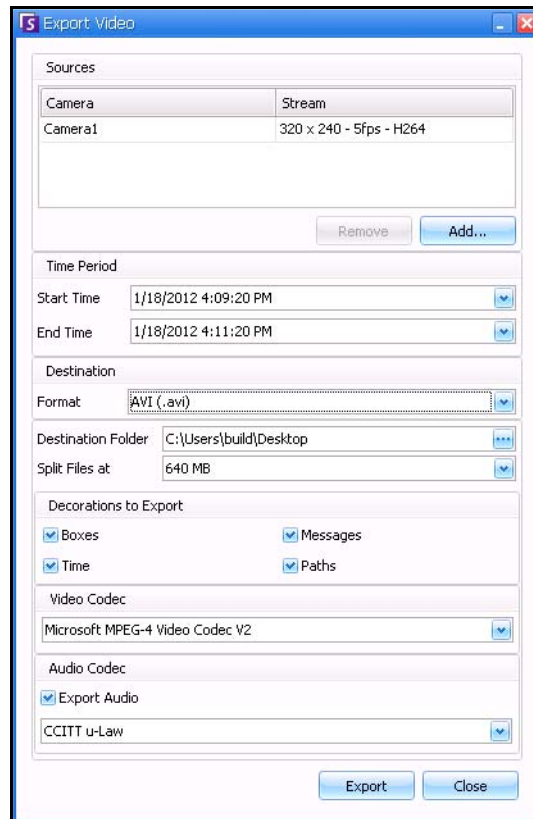 Export Video
Sources
Camera Stream
Camera1 320 x 240 - 5fps - H264
Remove Add...
Time Period
Start Time 1/18/2012 4:09:20 PM
End Time 1/18/2012 4:11:20 PM
Destination
Format AVI (.avi)
Destination Folder C:\Users\build\Desktop
Split Files at 640 MB
Decorations to Export
Boxes Messages
Time Paths
Video Codec
Microsoft MPEG-4 Video Codec V2
Audio Codec
Export Audio
CCITT u-Law
Export Close